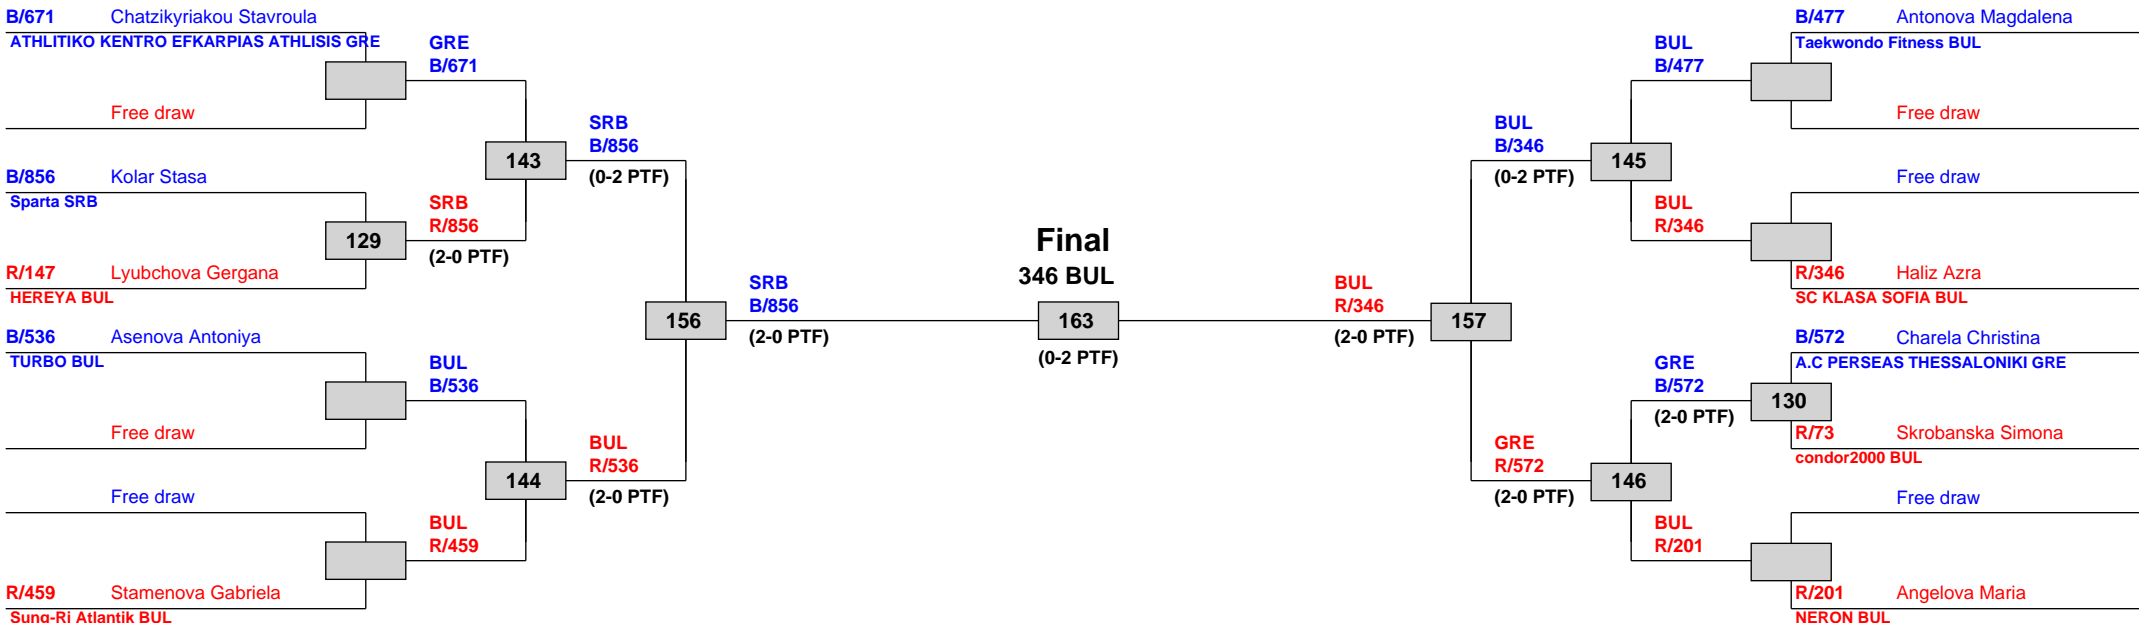 B/671 Chatzikyriakou Stavroula
ATHLITIKO KENTRO EFKARPIAS ATHLISIS GRE
Free draw
B/856 Kolar Stasa
Sparta SRB
R/147 Lyubchova Gergana
HEREYA BUL
B/536 Asenova Antoniya
TURBO BUL
Free draw
Free draw
R/459 Stamenova Gabriela
Sung-Ri Atlantik BUL
GRE
B/671
129
SRB
R/856
(2-0 PTF)
BUL
B/536
BUL
R/459
143
SRB
B/856
(0-2 PTF)
144
BUL
R/536
(2-0 PTF)
156
SRB
B/856
(2-0 PTF)
Final
346 BUL
163
(0-2 PTF)
BUL
R/346
(2-0 PTF)
157
BUL
B/346
(0-2 PTF)
145
GRE
R/572
(2-0 PTF)
146
BUL
B/477
BUL
R/346
GRE
B/572
(2-0 PTF)
130
BUL
R/201
B/477 Antonova Magdalena
Taekwondo Fitness BUL
Free draw
Free draw
R/346 Haliz Azra
SC KLASA SOFIA BUL
B/572 Charela Christina
A.C PERSEAS THESSALONIKI GRE
R/73 Skrobanska Simona
condor2000 BUL
Free draw
R/201 Angelova Maria
NERON BUL